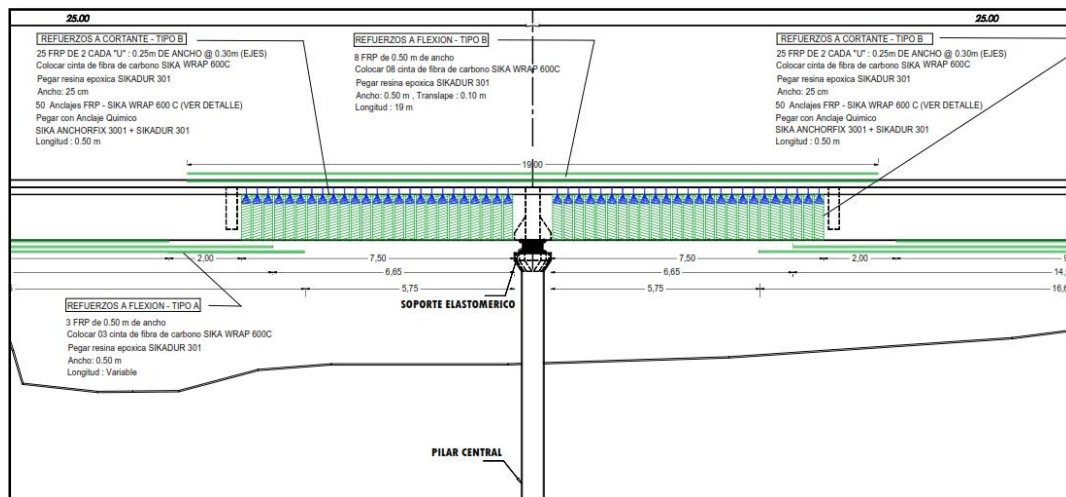 25.00
25.00
REFUERZOS A CORTANTE - TIPO B
25 FRP DE 2 CADA "U" : 0.25m DE ANCHO @ 0.30m (EJES)
Colocar cinta de fibra de carbono SIKA WRAP 600C
Pegar resina epoxica SIKADUR 301
Ancho: 25 cm
50 Anclajes FRP - SIKA WRAP 600 C (VER DETALLE)
Pegar con Anclaje Quimico
SIKA ANCHORFIX 3001 + SIKADUR 301
Longitud : 0.50 m
REFUERZOS A FLEXION - TIPO B
8 FRP de 0.50 m de ancho
Colocar 08 cinta de fibra de carbono SIKA WRAP 600C
Pegar resina epoxica SIKADUR 301
Ancho: 0.50 m , Translape : 0.10 m
Longitud : 19 m
REFUERZOS A CORTANTE - TIPO B
25 FRP DE 2 CADA "U" : 0.25m DE ANCHO @ 0.30m (EJES)
Colocar cinta de fibra de carbono SIKA WRAP 600C
Pegar resina epoxica SIKADUR 301
Ancho: 25 cm
50 Anclajes FRP - SIKA WRAP 600 C (VER DETALLE)
Pegar con Anclaje Quimico
SIKA ANCHORFIX 3001 + SIKADUR 301
Longitud : 0.50 m
19,00
2,00
7,50
7,50
2,00
6,65
6,65
5,75
5,75
16,6
SOPORTE ELASTOMERICO
REFUERZOS A FLEXION - TIPO A
3 FRP de 0.50 m de ancho
Colocar 03 cinta de fibra de carbono SIKA WRAP 600C
Pegar resina epoxica SIKADUR 301
Ancho: 0.50 m
Longitud : Variable
PILAR CENTRAL